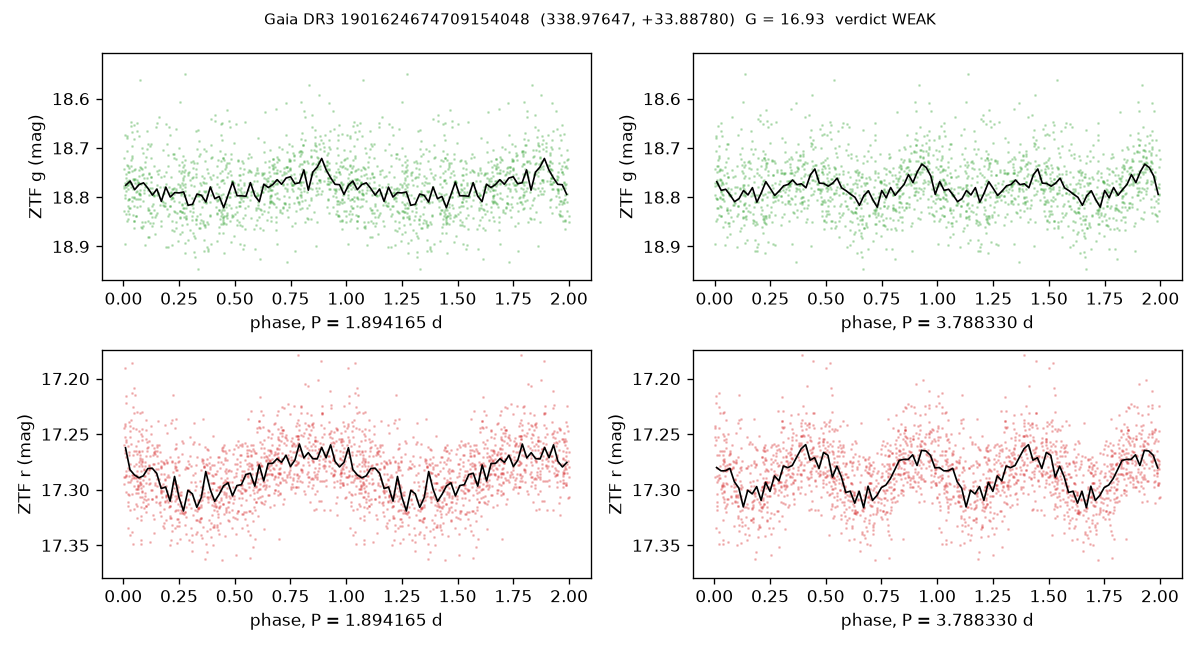 Gaia DR3 1901624674709154048  (338.97647, +33.88780)  G = 16.93  verdict WEAK
ZTF g (mag)
18.6
18.7
18.8
18.9
0.00 0.25 0.50 0.75 1.00 1.25 1.50 1.75 2.00
phase, P = 1.894165 d
ZTF g (mag)
18.6
18.7
18.8
18.9
0.00 0.25 0.50 0.75 1.00 1.25 1.50 1.75 2.00
phase, P = 3.788330 d
ZTF r (mag)
17.20
17.25
17.30
17.35
0.00 0.25 0.50 0.75 1.00 1.25 1.50 1.75 2.00
phase, P = 1.894165 d
ZTF r (mag)
17.20
17.25
17.30
17.35
0.00 0.25 0.50 0.75 1.00 1.25 1.50 1.75 2.00
phase, P = 3.788330 d